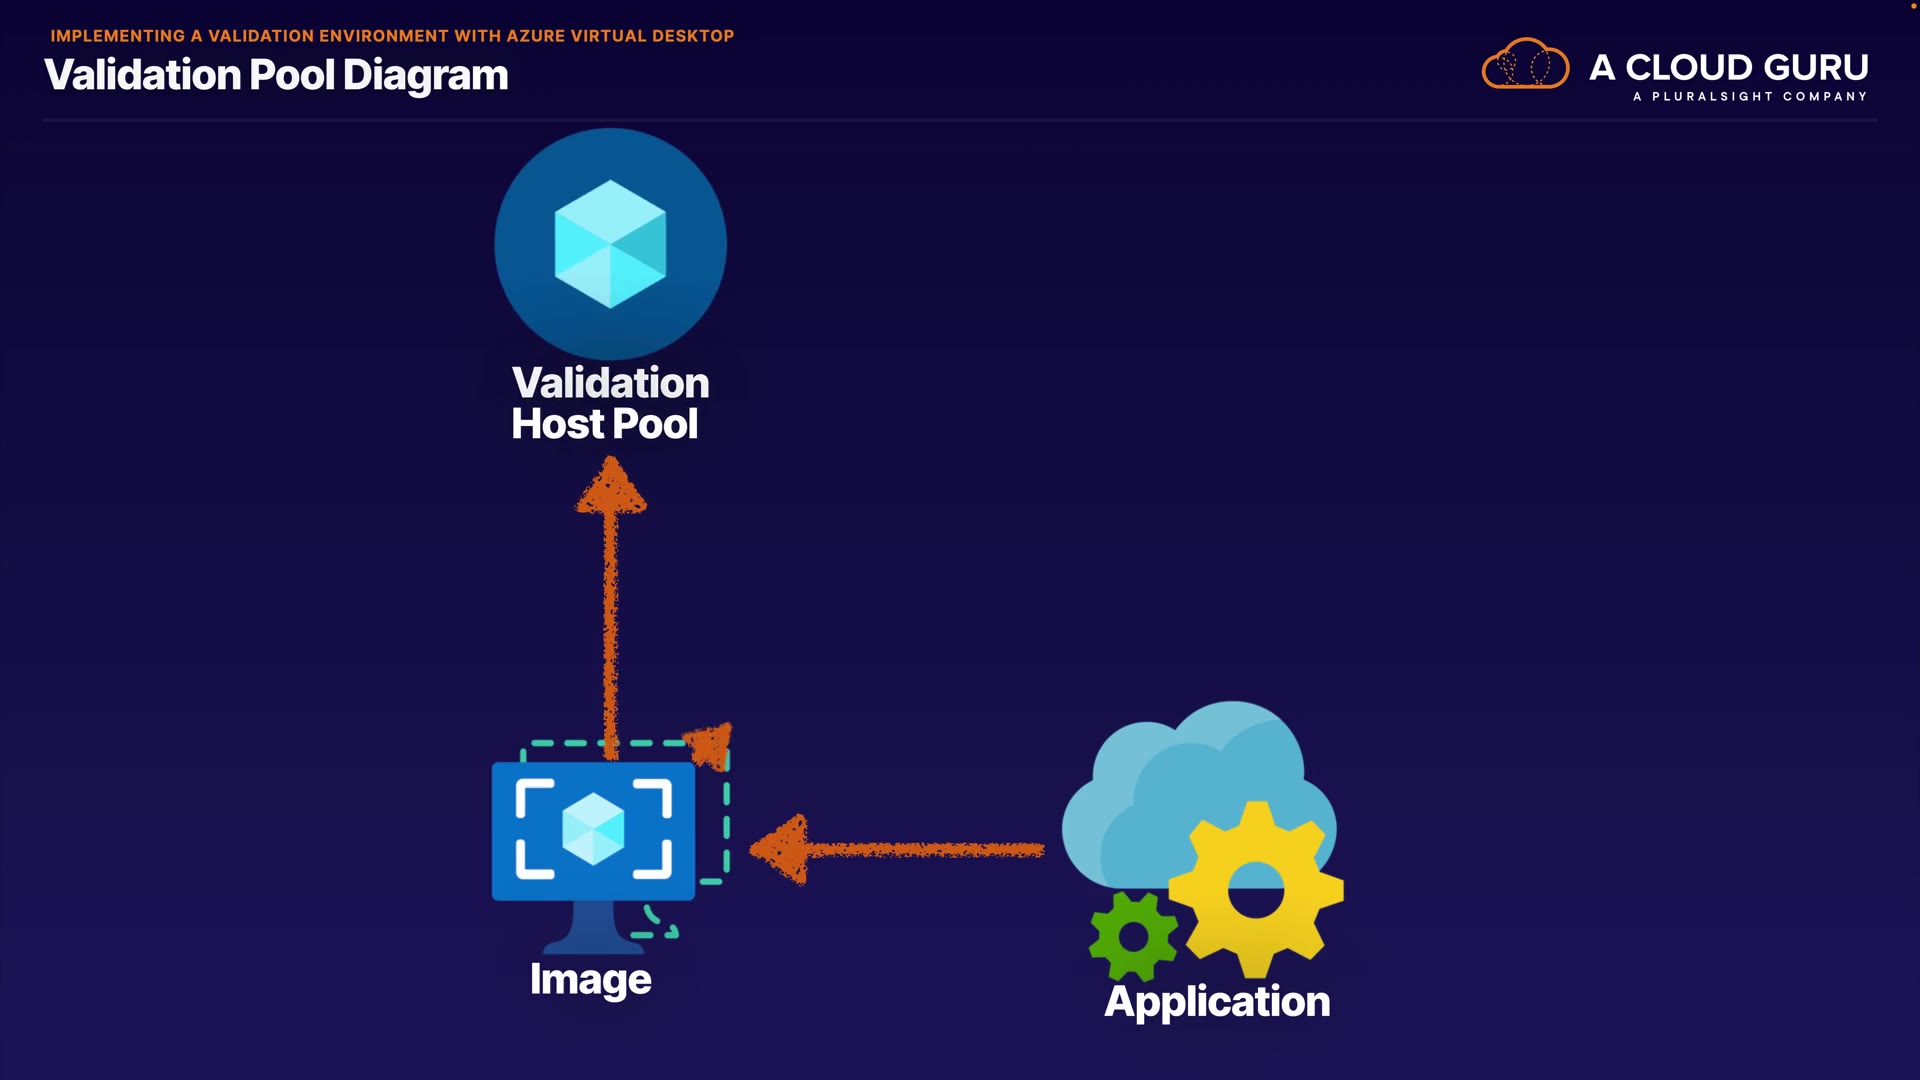 IMPLEMENTING A VALIDATION ENVIRONMENT WITH AZURE VIRTUAL DESKTOP
Validation Pool Diagram
A CLOUD GURU
A PLURALSIGHT COMPANY
Validation
Host Pool
Image
Application